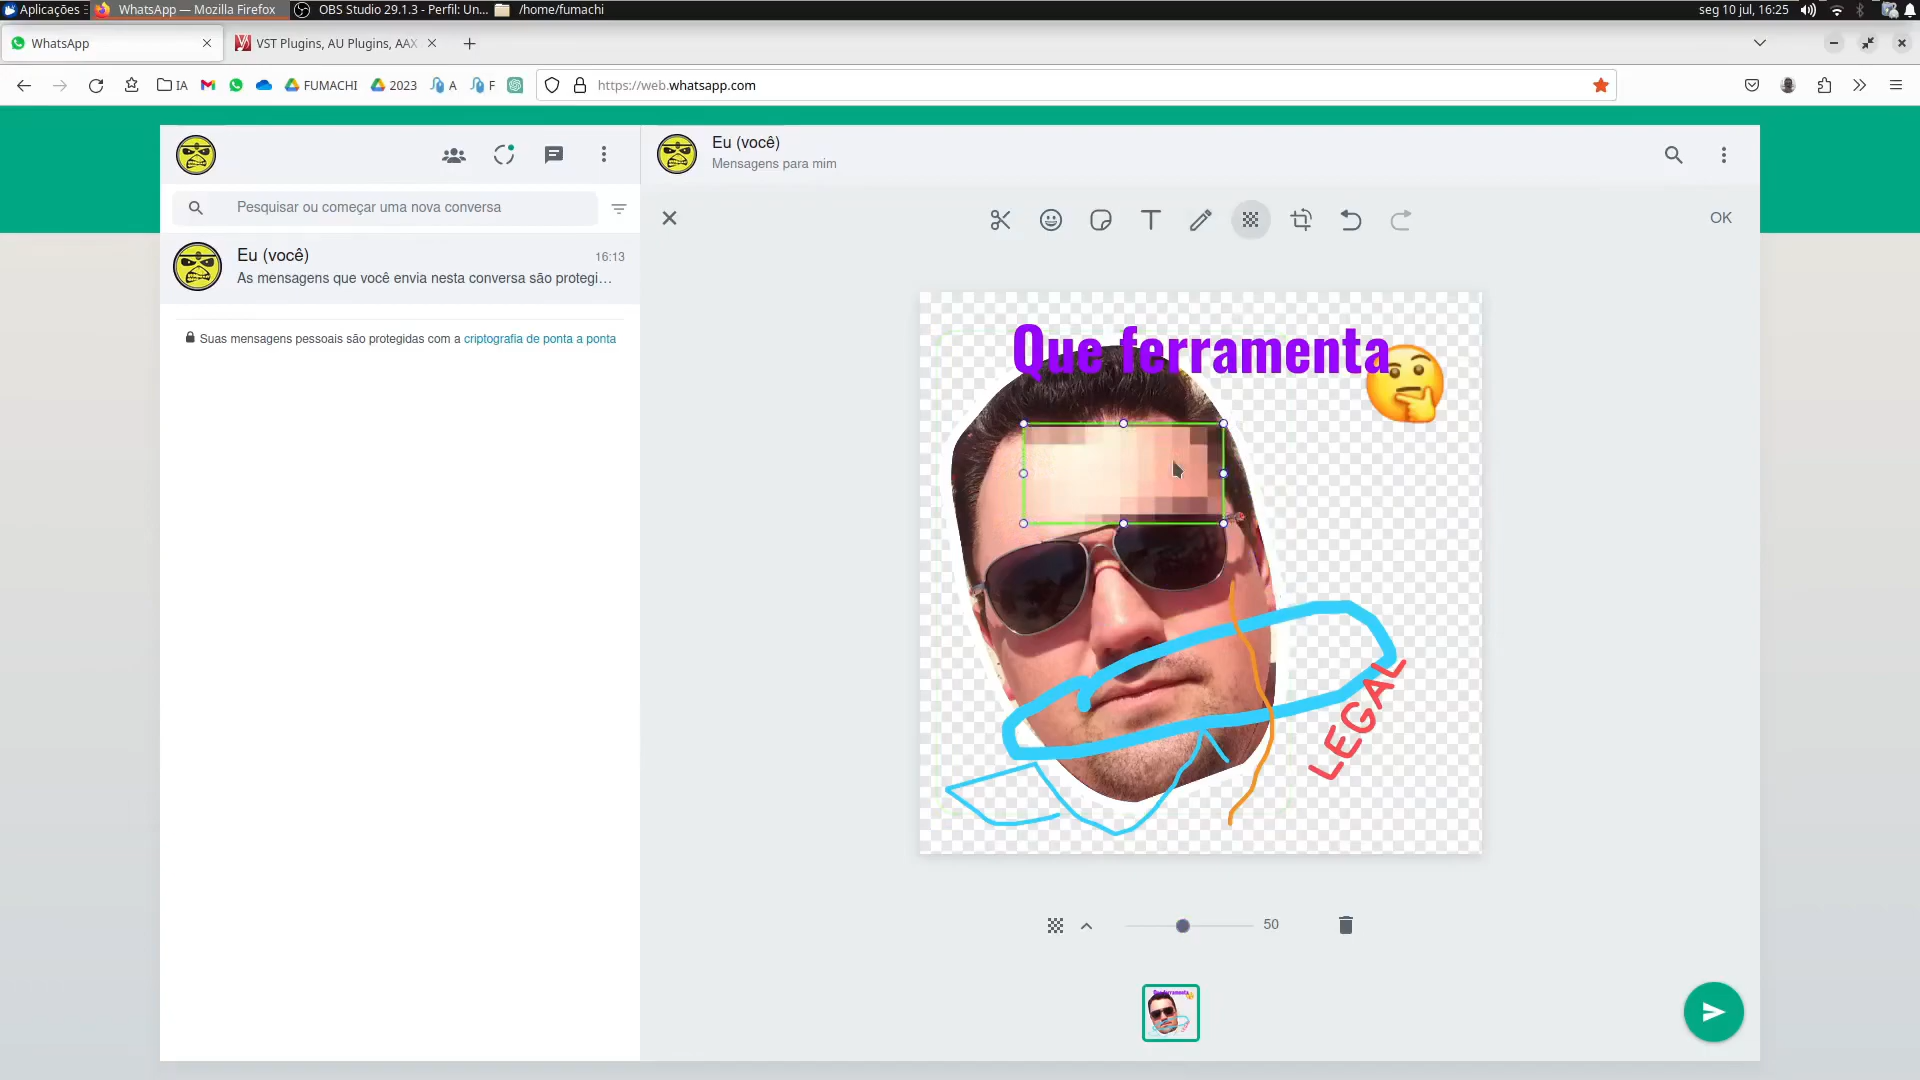 Aplicações
WhatsApp — Mozilla Firefox
OBS Studio 29.1.3 - Perfil: Un...
/home/fumachi
seg 10 jul, 16:25
WhatsApp
VST Plugins, AU Plugins, AAX
IA
FUMACHI
2023
A
F
https://web.whatsapp.com
Eu (você)
Mensagens para mim
Pesquisar ou começar uma nova conversa
OK
Eu (você)
16:13
As mensagens que você envia nesta conversa são protegi...
Suas mensagens pessoais são protegidas com a criptografia de ponta a ponta
Que ferramenta
LEGAL
50